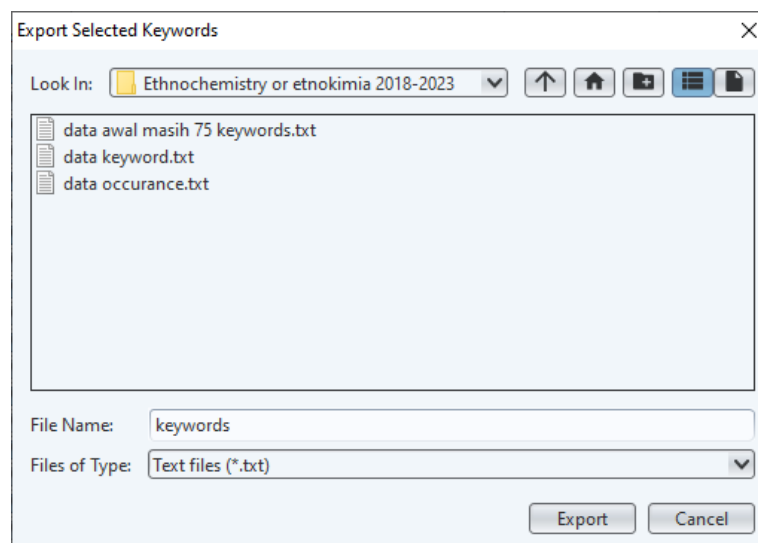 Export Selected Keywords
Look In: Ethnochemistry or etnokimia 2018-2023
data awal masih 75 keywords.txt
data keyword.txt
data occurance.txt
File Name: keywords
Files of Type: Text files (*.txt)
Export Cancel